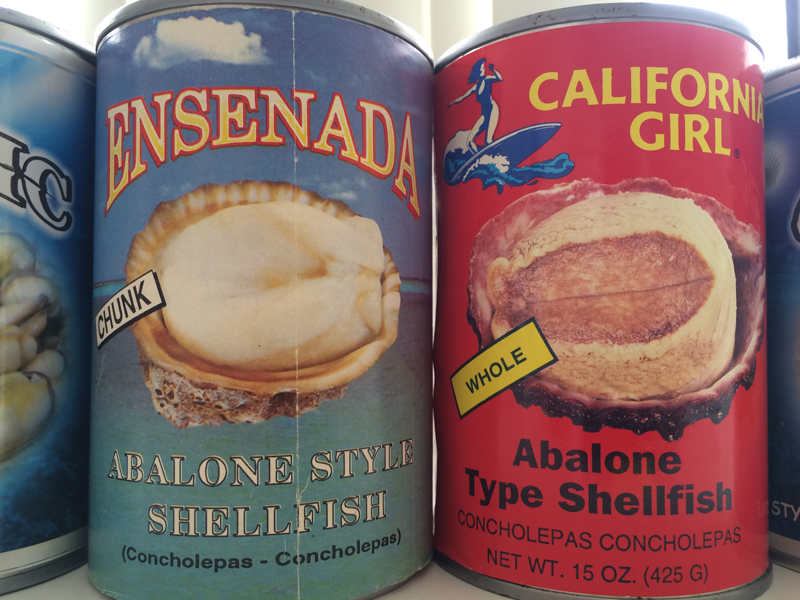 ENSENADA
CHUNK
ABALONE STYLE
SHELLFISH
(Concholepas - Concholepas)
CALIFORNIA
GIRL
WHOLE
Abalone
Type Shellfish
CONCHOLEPAS CONCHOLEPAS
NET WT. 15 OZ. (425 G)